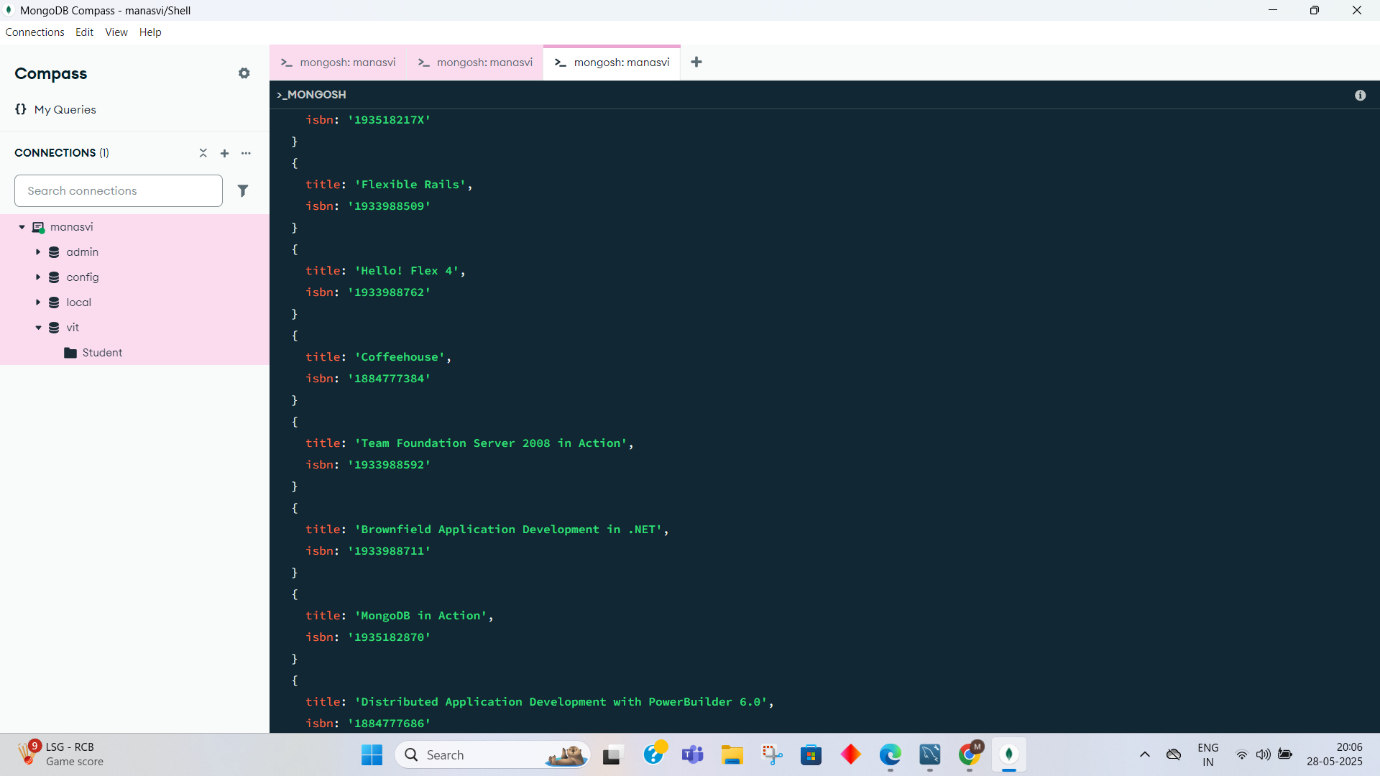 MongoDB Compass - manasvi/Shell
Connections Edit View Help
Compass
{} My Queries
CONNECTIONS (1)
Search connections
manasvi
admin
config
local
vit
Student
>_ mongosh: manasvi >_ mongosh: manasvi >_ mongosh: manasvi +
>_MONGOSH
isbn: '193518217X'
}
{
title: 'Flexible Rails',
isbn: '1933988509'
}
{
title: 'Hello! Flex 4',
isbn: '1933988762'
}
{
title: 'Coffeehouse',
isbn: '1884777384'
}
{
title: 'Team Foundation Server 2008 in Action',
isbn: '1933988592'
}
{
title: 'Brownfield Application Development in .NET',
isbn: '1933988711'
}
{
title: 'MongoDB in Action',
isbn: '1935182870'
}
{
title: 'Distributed Application Development with PowerBuilder 6.0',
isbn: '1884777686'
9
LSG - RCB
Game score
Search
M
ENG
IN
20:06
28-05-2025